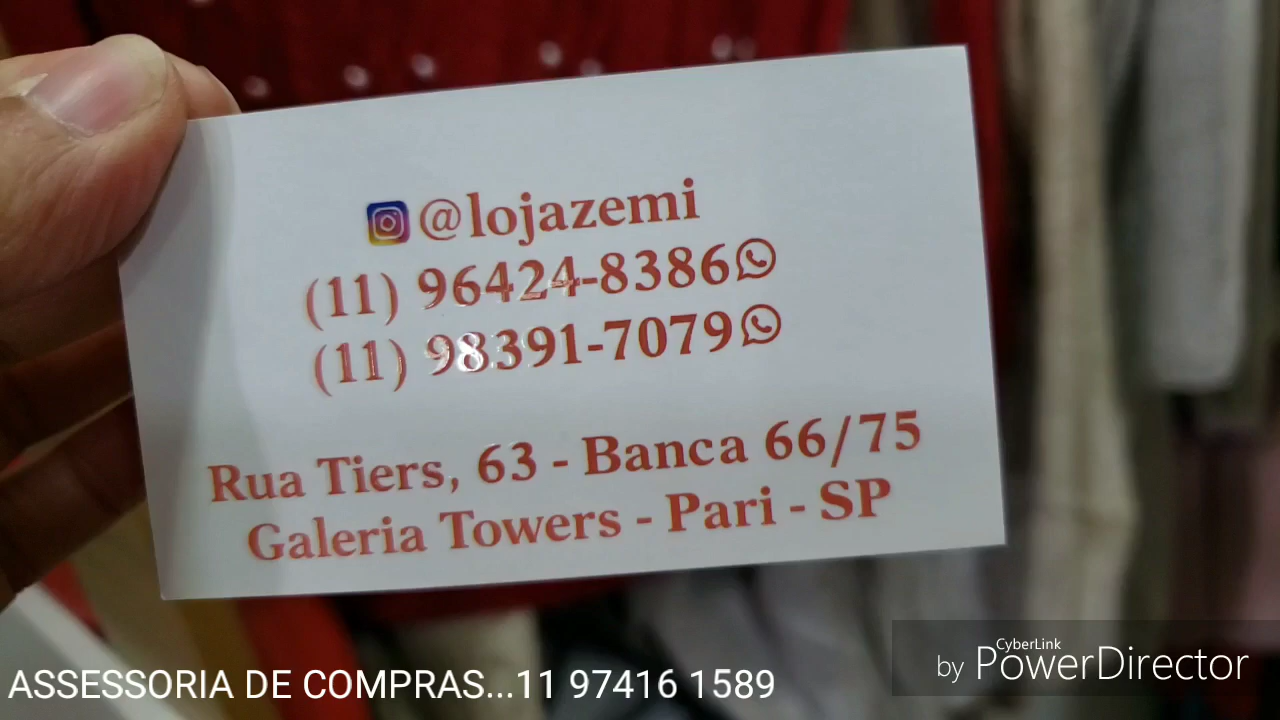 @lojazemi
(11) 96424-8386
(11) 98391-7079
Rua Tiers, 63 - Banca 66/75
Galeria Towers - Pari - SP
ASSESSORIA DE COMPRAS...11 97416 1589
by CyberLink PowerDirector